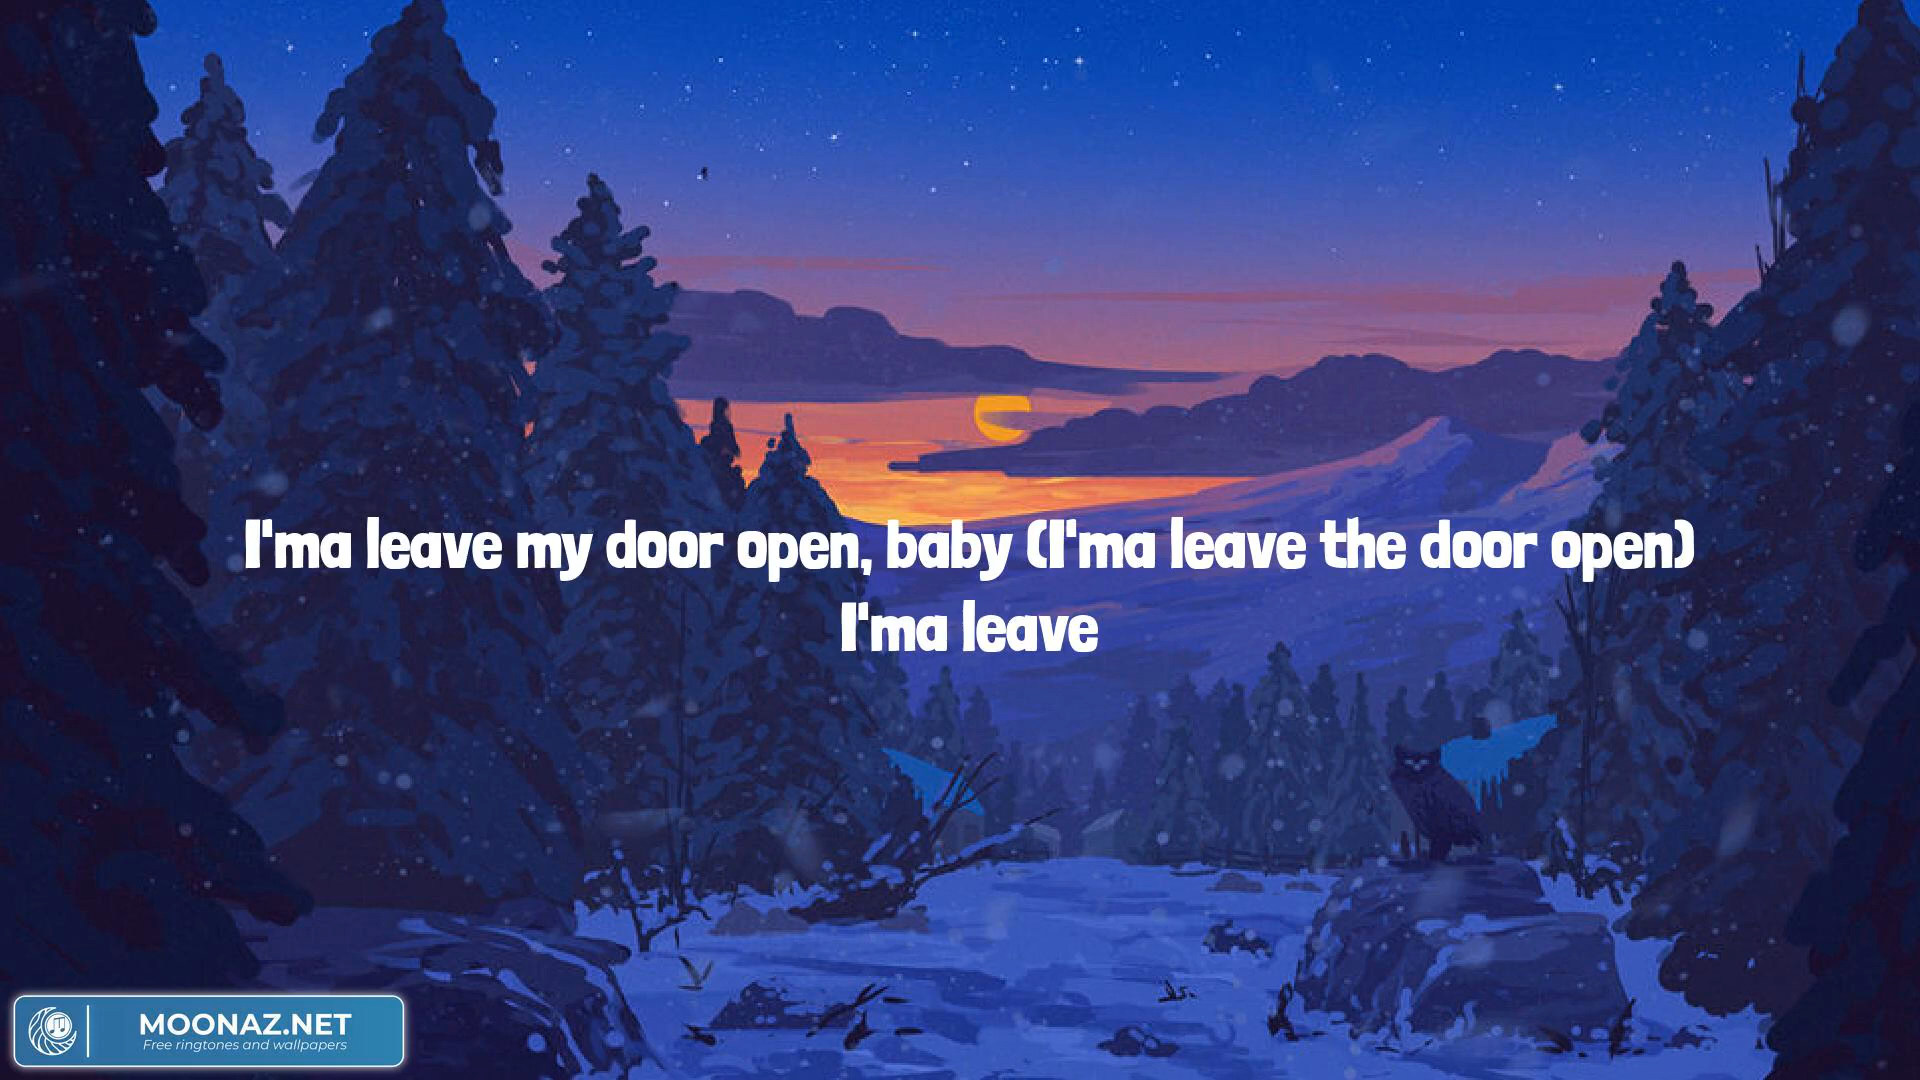 I'ma leave my door open, baby (I'ma leave the door open)
I'ma leave
MOONAZ.NET
Free ringtones and wallpapers